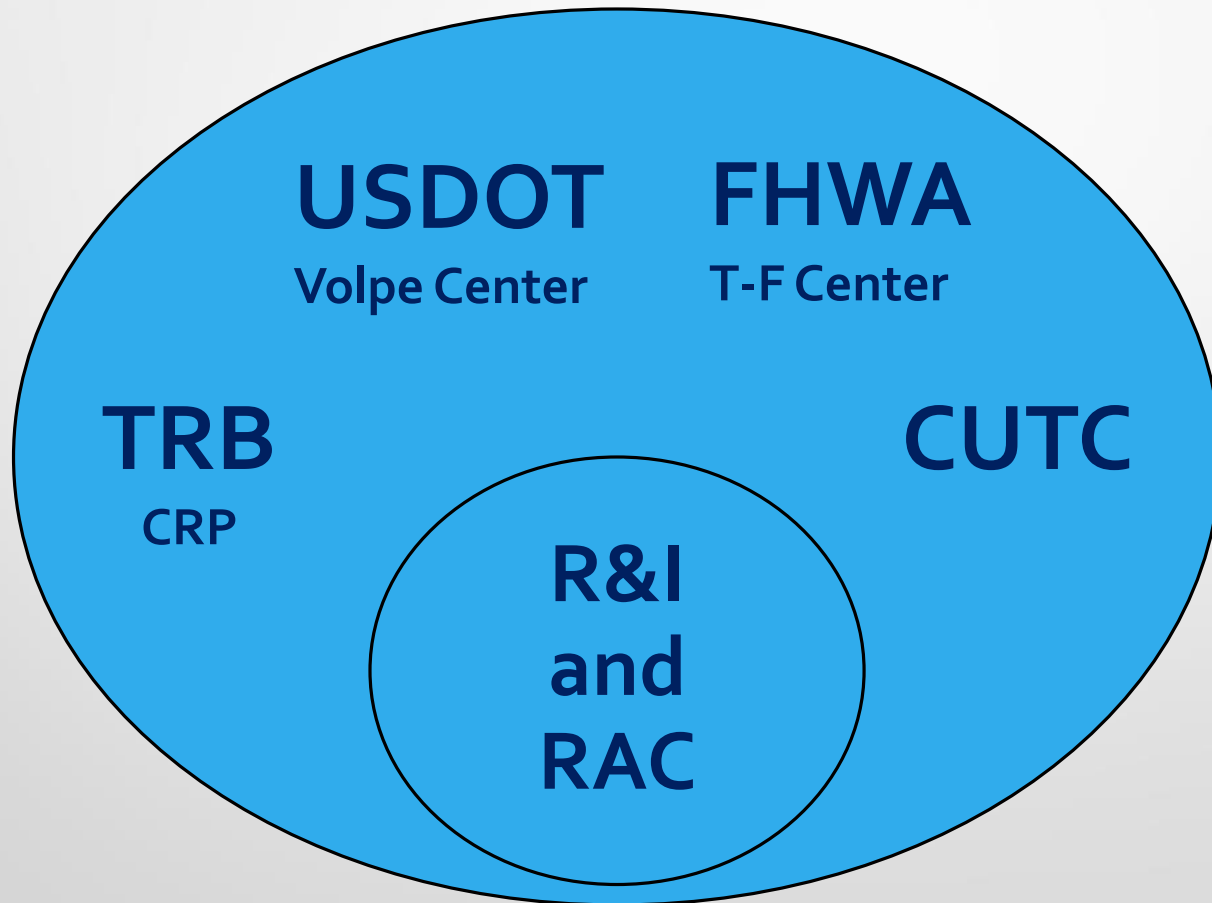 USDOT
Volpe Center
FHWA
T-F Center
TRB
CRP
CUTC
R&I
and
RAC